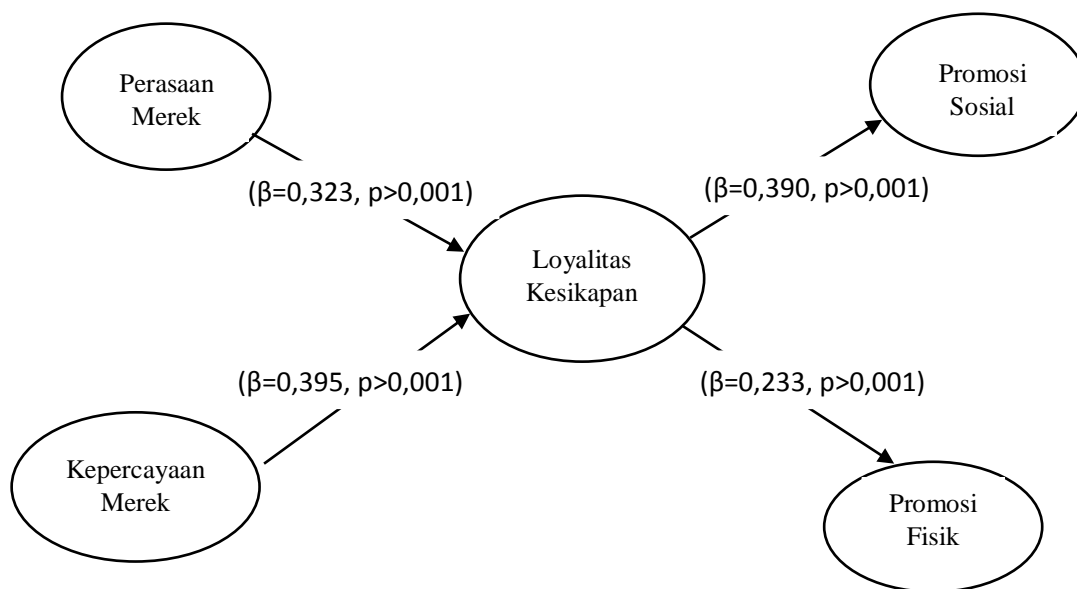 Perasaan
Merek
Promosi
Sosial
(β=0,323, p>0,001)
(β=0,390, p>0,001)
Loyalitas
Kesikapan
(β=0,395, p>0,001)
(β=0,233, p>0,001)
Kepercayaan
Merek
Promosi
Fisik